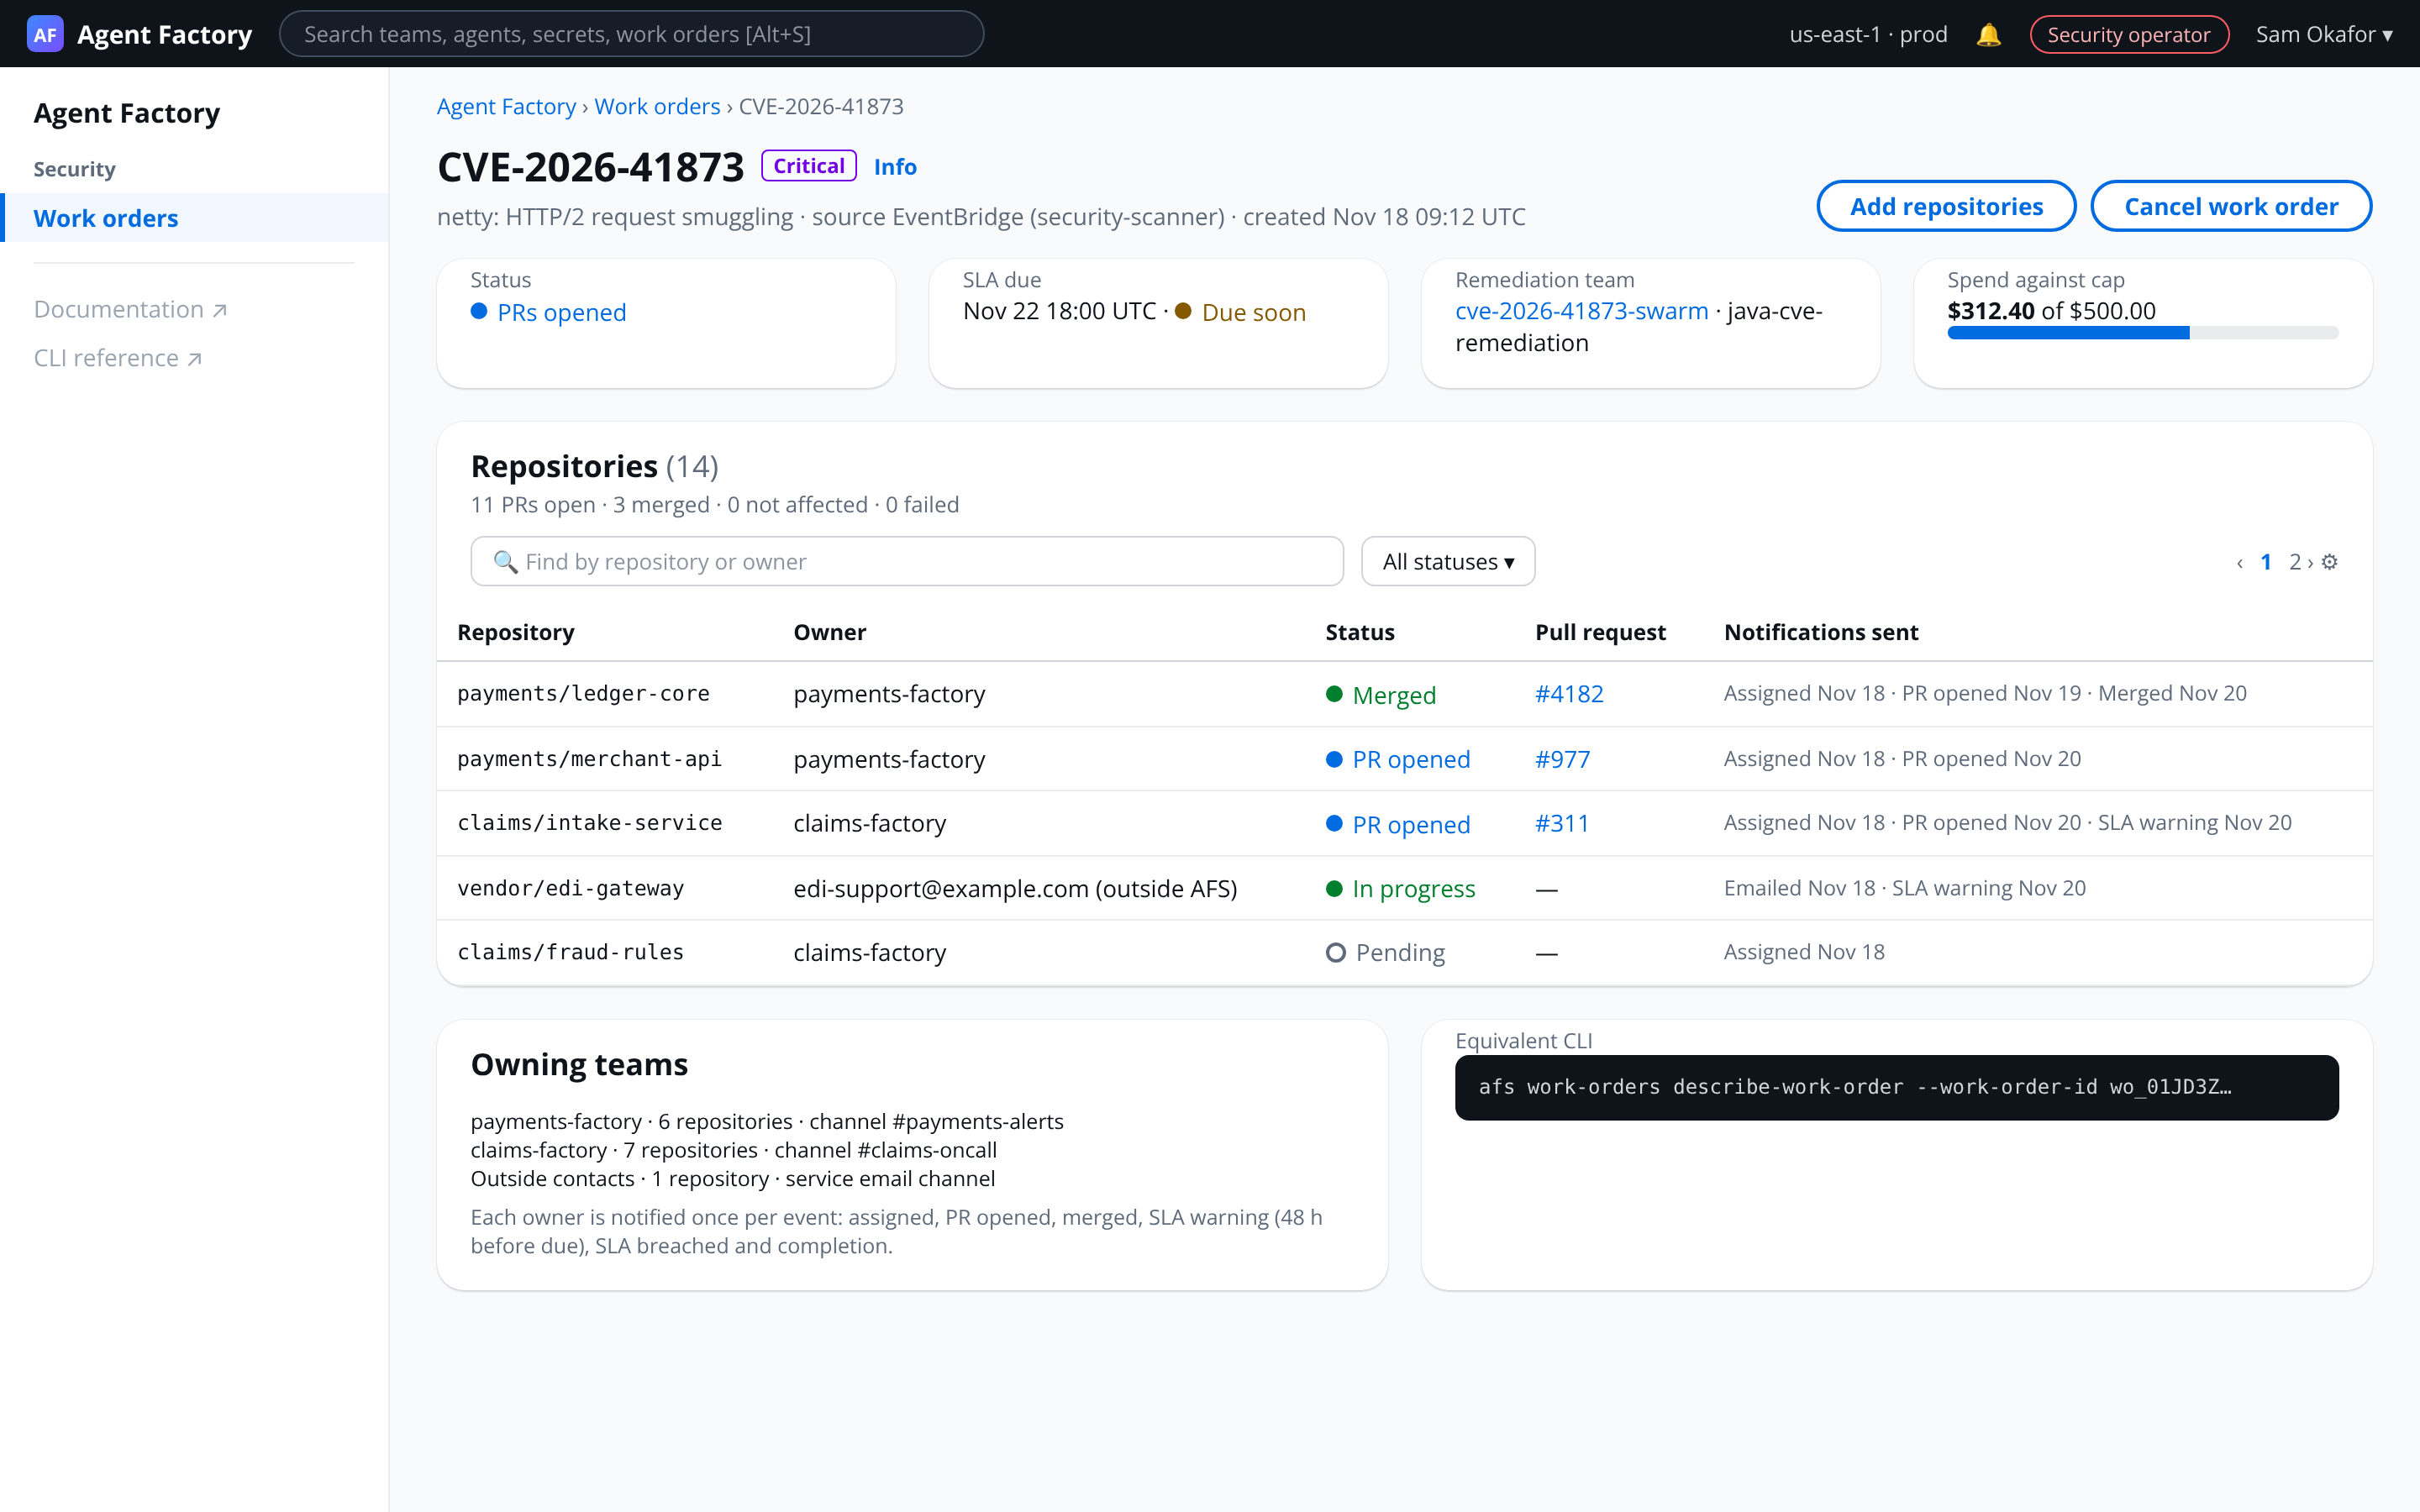 AF Agent Factory Search teams, agents, secrets, work orders [Alt+S] us-east-1 · prod 🔔 Security operator Sam Okafor ▾
Agent Factory
Security
Work orders
Documentation ↗
CLI reference ↗
Agent Factory › Work orders › CVE-2026-41873
CVE-2026-41873 Critical Info
netty: HTTP/2 request smuggling · source EventBridge (security-scanner) · created Nov 18 09:12 UTC
Add repositories Cancel work order
Status
PRs opened
SLA due
Nov 22 18:00 UTC · Due soon
Remediation team
cve-2026-41873-swarm · java-cve-
remediation
Spend against cap
$312.40 of $500.00
Repositories (14)
11 PRs open · 3 merged · 0 not affected · 0 failed
🔍 Find by repository or owner All statuses ▾ ‹ 1 2 › ⚙
Repository Owner Status Pull request Notifications sent
payments/ledger-core payments-factory Merged #4182 Assigned Nov 18 · PR opened Nov 19 · Merged Nov 20
payments/merchant-api payments-factory PR opened #977 Assigned Nov 18 · PR opened Nov 20
claims/intake-service claims-factory PR opened #311 Assigned Nov 18 · PR opened Nov 20 · SLA warning Nov 20
vendor/edi-gateway edi-support@example.com (outside AFS) In progress — Emailed Nov 18 · SLA warning Nov 20
claims/fraud-rules claims-factory Pending — Assigned Nov 18
Owning teams
payments-factory · 6 repositories · channel #payments-alerts
claims-factory · 7 repositories · channel #claims-oncall
Outside contacts · 1 repository · service email channel
Each owner is notified once per event: assigned, PR opened, merged, SLA warning (48 h
before due), SLA breached and completion.
Equivalent CLI
afs work-orders describe-work-order --work-order-id wo_01JD3Z…